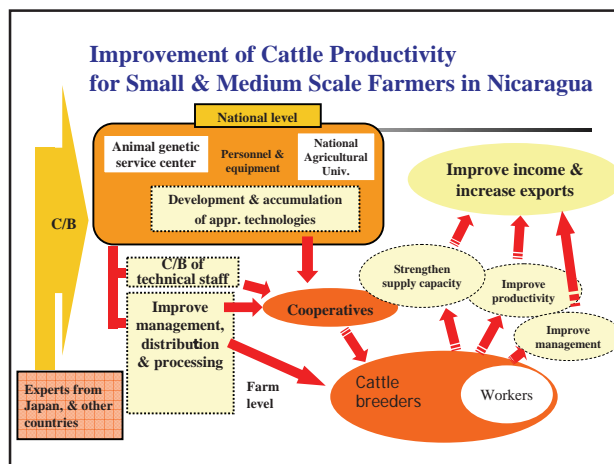 Improvement of Cattle Productivity
for Small & Medium Scale Farmers in Nicaragua
National level
Animal genetic
service center
Personnel &
equipment
National
Agricultural
Univ.
Development & accumulation
of appr. technologies
C/B
Improve income &
increase exports
C/B of
technical staff
Improve
management,
distribution
& processing
Cooperatives
Strengthen
supply capacity
Improve
productivity
Improve
management
Experts from
Japan, & other
countries
Farm
level
Cattle
breeders
Workers